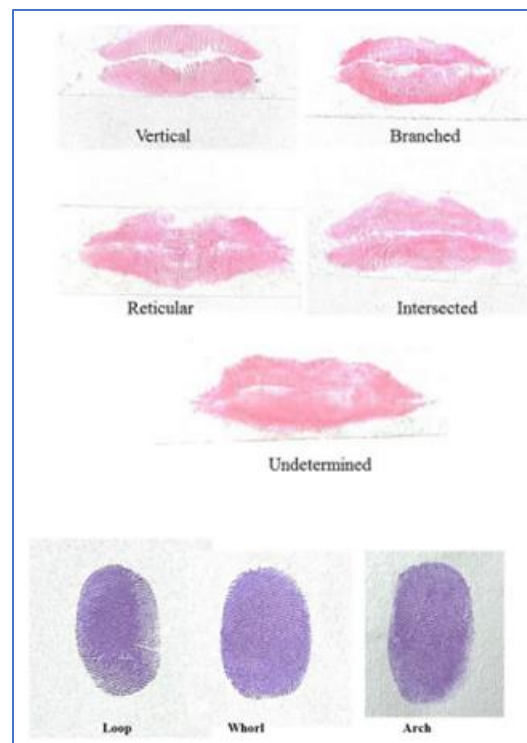 Vertical
Branched
Reticular
Intersected
Undetermined
Loop
Whorl
Arch